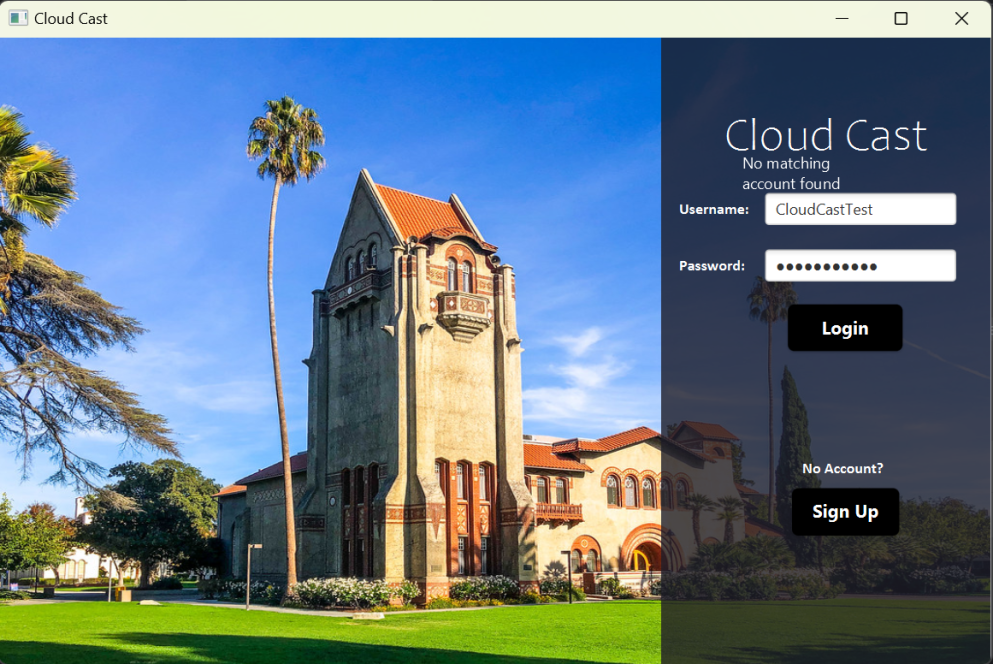 Cloud Cast
Cloud Cast
No matching
account found
Username:
CloudCastTest
Password:
●●●●●●●●●●●
Login
No Account?
Sign Up